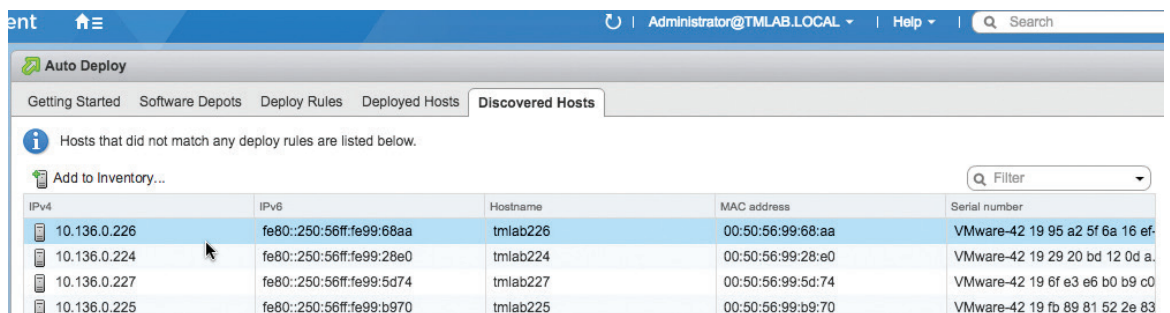 ent Administrator@TMLAB.LOCAL | Help | Search
Auto Deploy
Getting Started Software Depots Deploy Rules Deployed Hosts Discovered Hosts
Hosts that did not match any deploy rules are listed below.
Add to Inventory... Filter
IPv4 IPv6 Hostname MAC address Serial number
10.136.0.226 fe80::250:56ff:fe99:68aa tmlab226 00:50:56:99:68:aa VMware-42 19 95 a2 5f 6a 16 ef-
10.136.0.224 fe80::250:56ff:fe99:28e0 tmlab224 00:50:56:99:28:e0 VMware-42 19 29 20 bd 12 0d a.
10.136.0.227 fe80::250:56ff:fe99:5d74 tmlab227 00:50:56:99:5d:74 VMware-42 19 6f e3 e6 b0 b9 c0
10.136.0.225 fe80::250:56ff:fe99:b970 tmlab225 00:50:56:99:b9:70 VMware-42 19 fb 89 81 52 2e 83